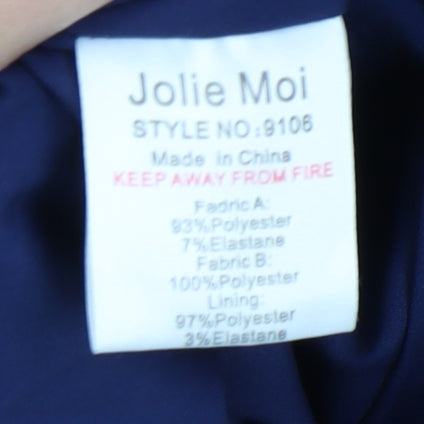 Jolie Moi
STYLE NO:9106
Made in China
KEEP AWAY FROM FIRE
Fadric A:
93%Polyester
7%Elastane
Fabric B:
100%Polyester
Lining:
97%Polyester
3%Elastane